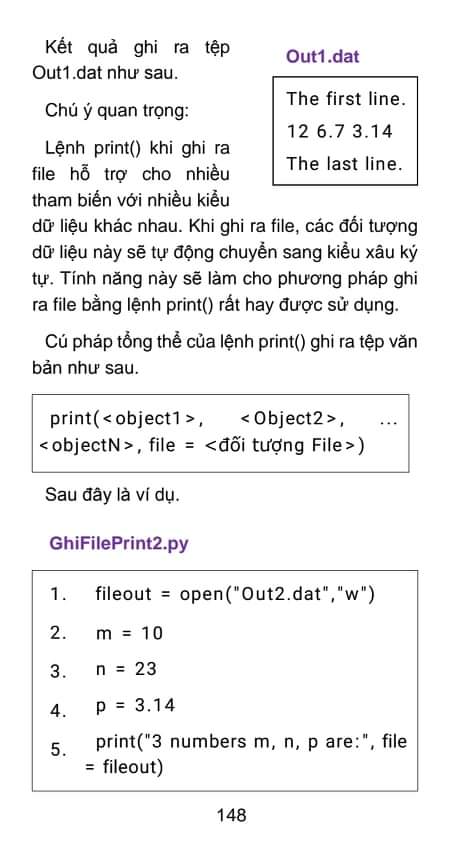 Kết quả ghi ra tệp
Out1.dat như sau.
Out1.dat
The first line.
12 6.7 3.14
The last line.
Chú ý quan trọng:
Lệnh print() khi ghi ra
file hỗ trợ cho nhiều
tham biến với nhiều kiểu
dữ liệu khác nhau. Khi ghi ra file, các đối tượng
dữ liệu này sẽ tự động chuyển sang kiểu xâu ký
tự. Tính năng này sẽ làm cho phương pháp ghi
ra file bằng lệnh print() rất hay được sử dụng.
Cú pháp tổng thể của lệnh print() ghi ra tệp văn
bản như sau.
print(<object1>, <Object2>, ...
<objectN>, file = <đối tượng File>)
Sau đây là ví dụ.
GhiFilePrint2.py
1. fileout = open("Out2.dat","w")
2. m = 10
3. n = 23
4. p = 3.14
5. print("3 numbers m, n, p are:", file
= fileout)
148